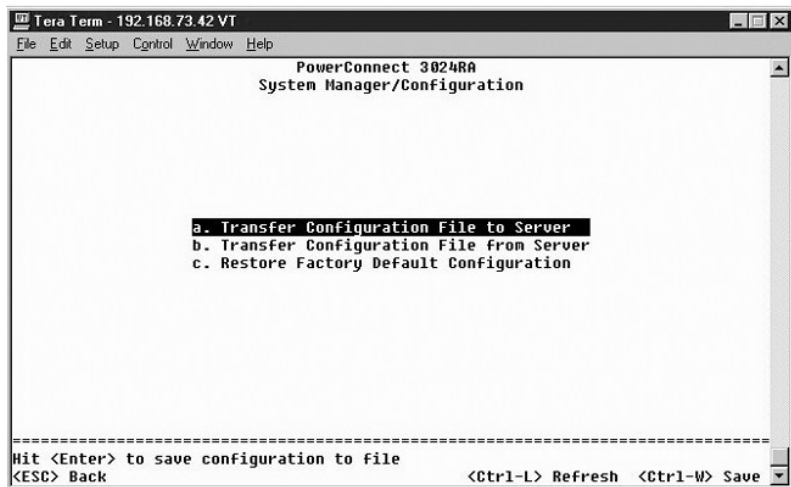 Tera Term - 192.168.73.42 VT
File Edit Setup Control Window Help
PowerConnect 3024RA
System Manager/Configuration
a. Transfer Configuration File to Server
b. Transfer Configuration File from Server
c. Restore Factory Default Configuration
================================================================================
Hit <Enter> to save configuration to file
<ESC> Back <Ctrl-L> Refresh <Ctrl-W> Save